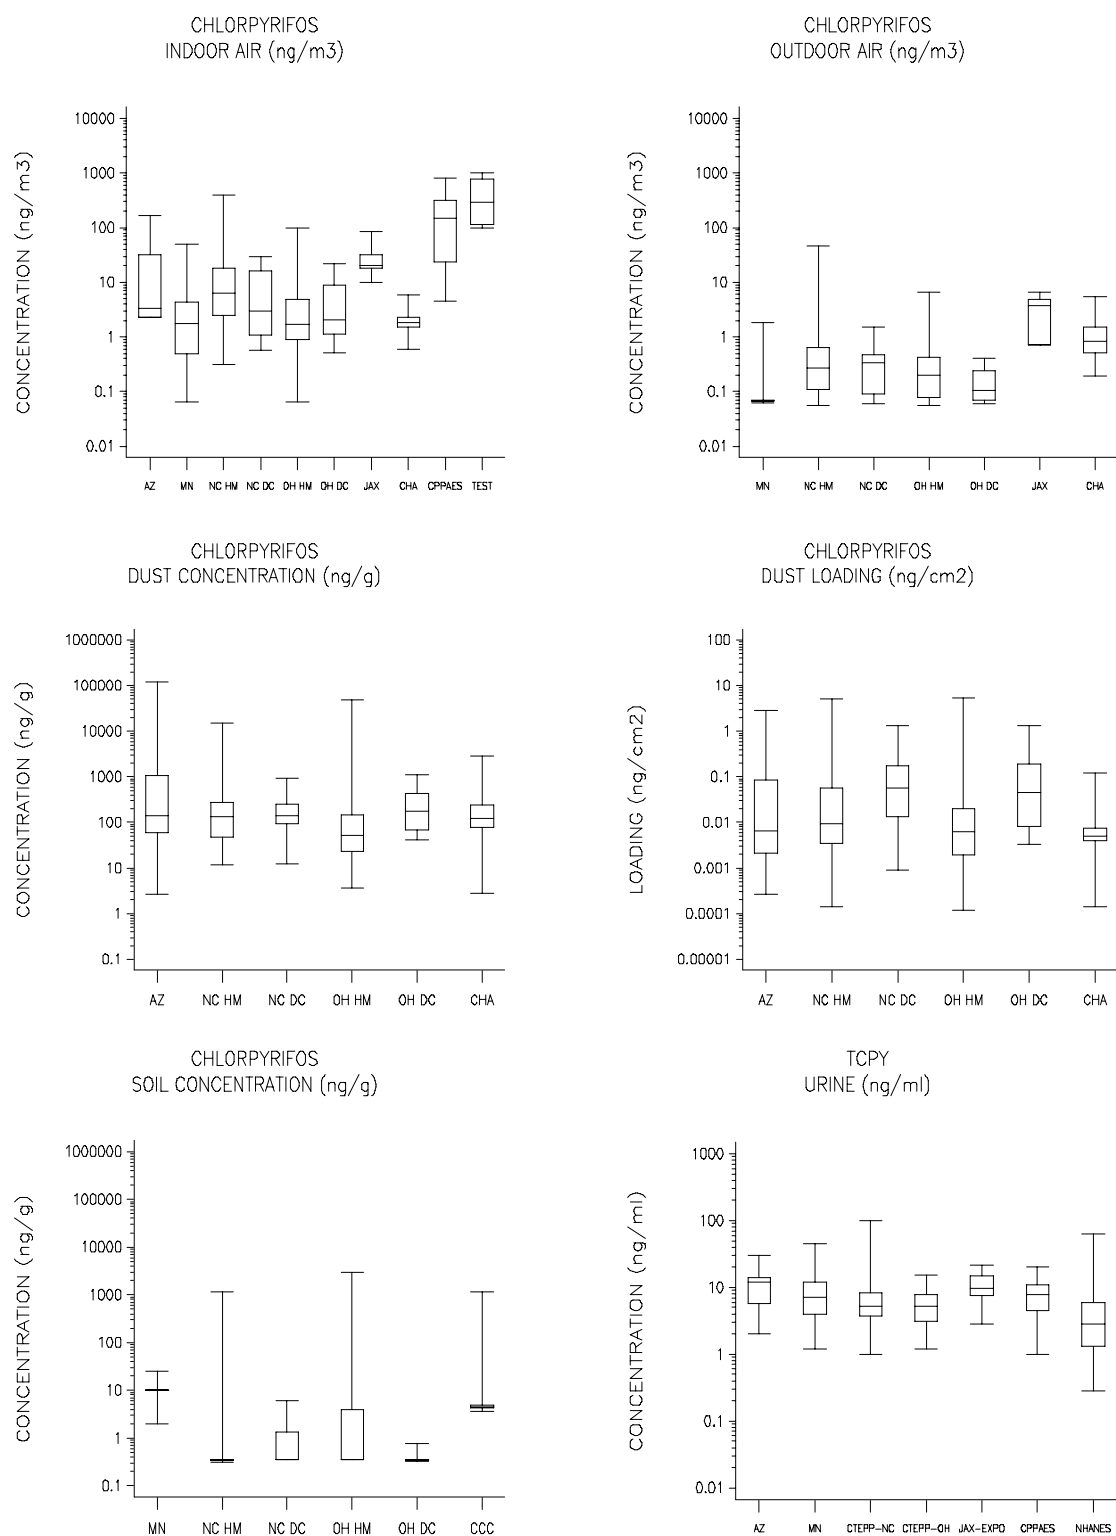 CHLORPYRIFOS
INDOOR AIR (ng/m3)
CONCENTRATION (ng/m3)
10000
1000
100
10
1
0.1
0.01
AZ MN NC HM NC DC OH HM OH DC JAX CHA CPPAES TEST
CHLORPYRIFOS
OUTDOOR AIR (ng/m3)
CONCENTRATION (ng/m3)
10000
1000
100
10
1
0.1
0.01
MN NC HM NC DC OH HM OH DC JAX CHA
CHLORPYRIFOS
DUST CONCENTRATION (ng/g)
CONCENTRATION (ng/g)
1000000
100000
10000
1000
100
10
1
0.1
AZ NC HM NC DC OH HM OH DC CHA
CHLORPYRIFOS
DUST LOADING (ng/cm2)
LOADING (ng/cm2)
100
10
1
0.1
0.01
0.001
0.0001
0.00001
AZ NC HM NC DC OH HM OH DC CHA
CHLORPYRIFOS
SOIL CONCENTRATION (ng/g)
CONCENTRATION (ng/g)
1000000
100000
10000
1000
100
10
1
0.1
MN NC HM NC DC OH HM OH DC CCC
TCPY
URINE (ng/ml)
CONCENTRATION (ng/ml)
1000
100
10
1
0.1
0.01
AZ MN CTEPP-NC CTEPP-OH JAX-EXPO CPPAES NHANES